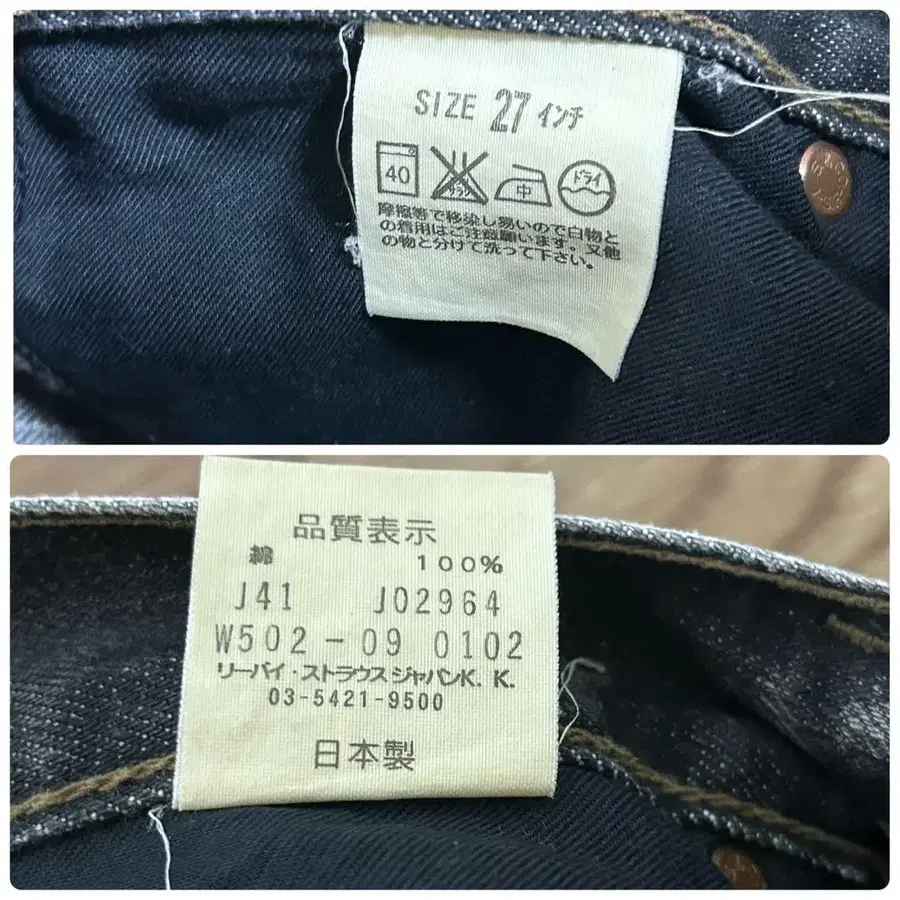 SIZE 27 インチ
40
中
ドライ
摩擦等で移染し易いので白物と
の着用はご注意願います。又他
の物と分けて洗って下さい。
品質表示
綿 100%
J41 J02964
W502-09 0102
リーバイ・ストラウスジャパンK.K.
03-5421-9500
日本製